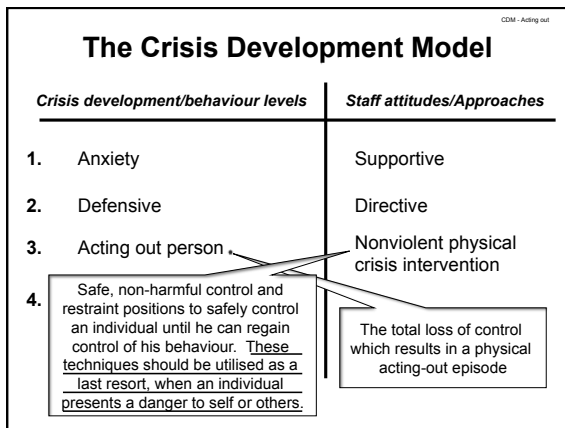 CDM - Acting out
The Crisis Development Model
Crisis development/behaviour levels Staff attitudes/Approaches
1. Anxiety Supportive
2. Defensive Directive
3. Acting out person Nonviolent physical
crisis intervention
4.
Safe, non-harmful control and
restraint positions to safely control
an individual until he can regain
control of his behaviour. These
techniques should be utilised as a
last resort, when an individual
presents a danger to self or others.
The total loss of control
which results in a physical
acting-out episode